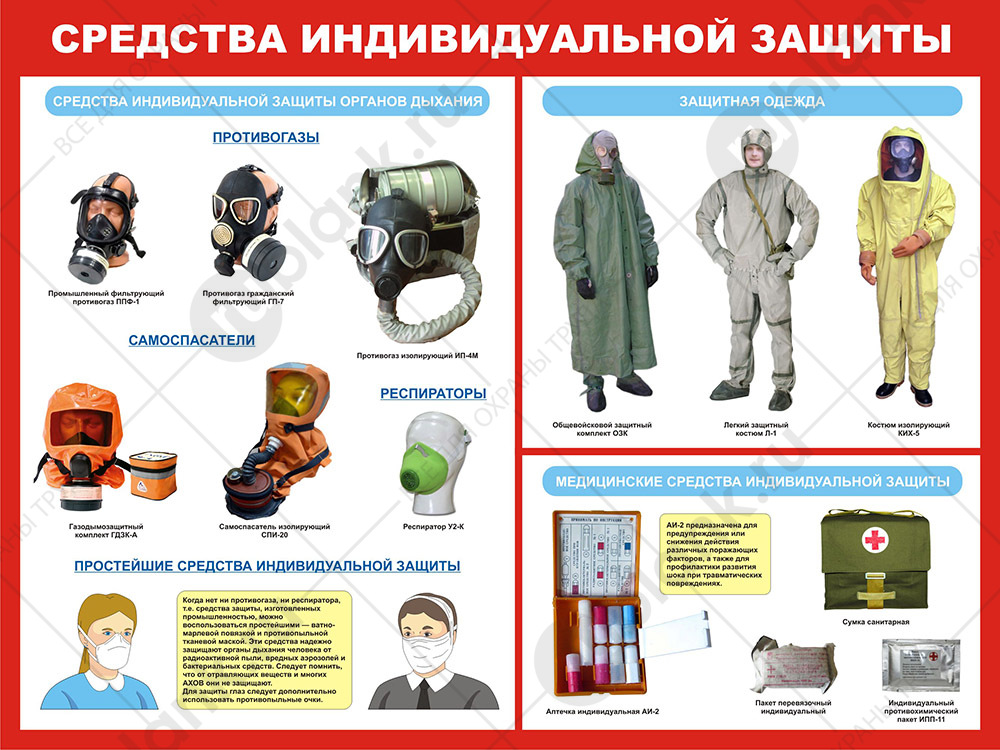 СРЕДСТВА ИНДИВИДУАЛЬНОЙ ЗАЩИТЫ
СРЕДСТВА ИНДИВИДУАЛЬНОЙ ЗАЩИТЫ ОРГАНОВ ДЫХАНИЯ
ПРОТИВОГАЗЫ
Промышленный фильтрующий
противогаз ППФ-1
Противогаз гражданский
фильтрующий ГП-7
Противогаз изолирующий ИП-4М
САМОСПАСАТЕЛИ
Газодымозащитный
комплект ГДЗК-А
Самоспасатель изолирующий
СПИ-20
РЕСПИРАТОРЫ
Респиратор У2-К
ПРОСТЕЙШИЕ СРЕДСТВА ИНДИВИДУАЛЬНОЙ ЗАЩИТЫ
Когда нет ни противогаза, ни респиратора,
т.е. средства защиты, изготовленных
промышленностью, можно
воспользоваться простейшими — ватно-
марлевой повязкой и противопыльной
тканевой маской. Эти средства надежно
защищают органы дыхания человека от
радиоактивной пыли, вредных аэрозолей и
бактериальных средств. Следует помнить,
что от отравляющих веществ и многих
АХОВ они не защищают.
Для защиты глаз следует дополнительно
использовать противопыльные очки.
ЗАЩИТНАЯ ОДЕЖДА
Общевойсковой защитный
комплект ОЗК
Легкий защитный
костюм Л-1
Костюм изолирующий
КИХ-5
МЕДИЦИНСКИЕ СРЕДСТВА ИНДИВИДУАЛЬНОЙ ЗАЩИТЫ
ПРИНИМАТЬ ПО ИНСТРУКЦИИ
АИ-2 предназначена для
предупреждения или
снижения действия
различных поражающих
факторов, а также для
профилактики развития
шока при травматических
повреждениях.
Аптечка индивидуальная АИ-2
Сумка санитарная
Пакет перевязочный
индивидуальный
Индивидуальный
противохимический
пакет ИПП-11